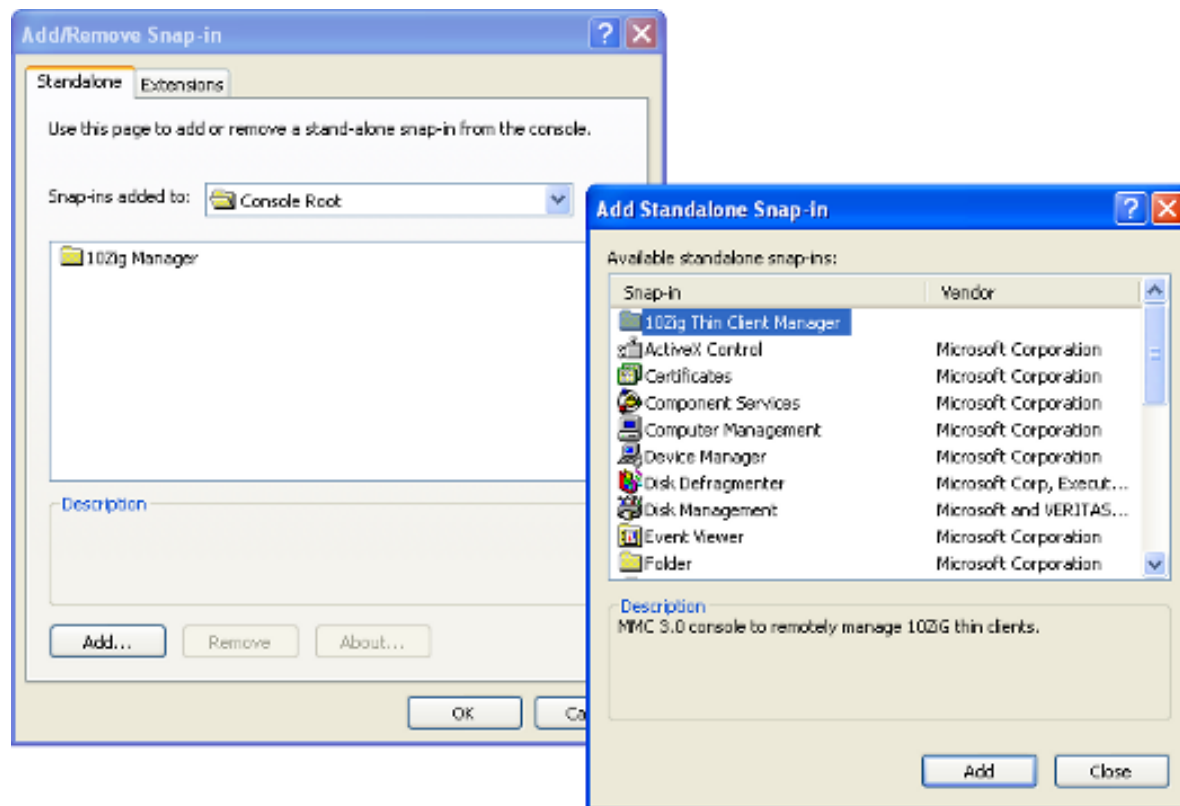 Add/Remove Snap-in
Standalone Extensions
Use this page to add or remove a stand-alone snap-in from the console.
Snap-ins added to: Console Root
10Zig Manager
Description
Add... Remove About...
OK
Add Standalone Snap-in
Available standalone snap-ins:
Snap-in Vendor
10Zig Thin Client Manager
ActiveX Control Microsoft Corporation
Certificates Microsoft Corporation
Component Services Microsoft Corporation
Computer Management Microsoft Corporation
Device Manager Microsoft Corporation
Disk Defragmenter Microsoft Corp, Execut...
Disk Management Microsoft and VERITAS...
Event Viewer Microsoft Corporation
Folder Microsoft Corporation
Description
MMC 3.0 console to remotely manage 10ZiG thin clients.
Add Close